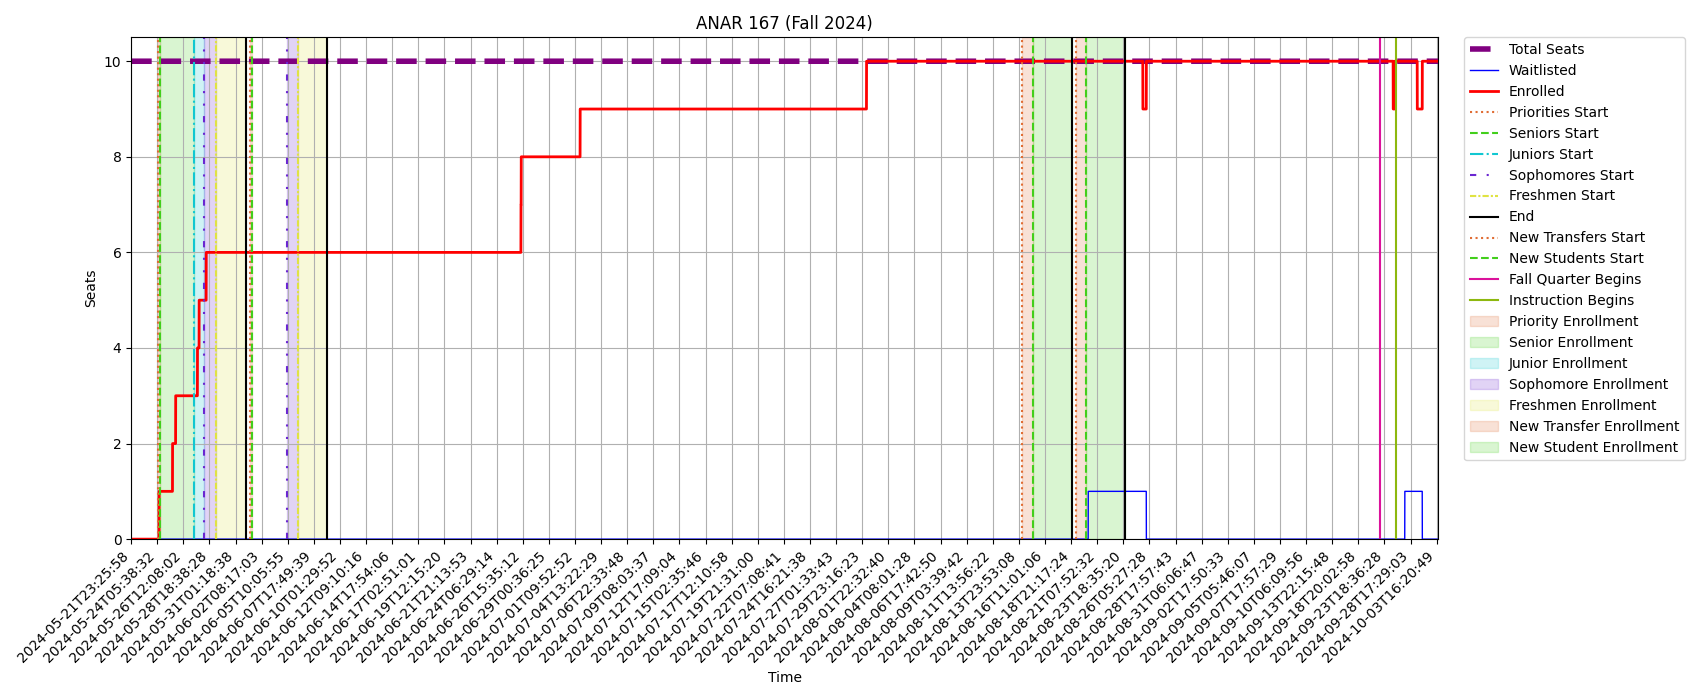 ANAR 167 (Fall 2024)
10
8
6
4
2
0
Seats
2024-05-21T23:25:58
2024-05-24T05:38:32
2024-05-26T12:08:02
2024-05-28T18:38:28
2024-05-31T01:18:38
2024-06-02T08:17:03
2024-06-05T10:05:55
2024-06-07T17:49:39
2024-06-10T01:29:52
2024-06-12T09:10:16
2024-06-14T17:54:06
2024-06-17T02:51:01
2024-06-19T12:15:20
2024-06-21T21:13:53
2024-06-24T06:29:14
2024-06-26T15:35:12
2024-06-29T00:36:25
2024-07-01T09:52:52
2024-07-04T13:22:29
2024-07-06T22:33:48
2024-07-09T08:03:37
2024-07-12T17:09:04
2024-07-15T02:35:46
2024-07-17T12:10:58
2024-07-19T21:31:00
2024-07-22T07:08:41
2024-07-24T16:21:38
2024-07-27T01:33:43
2024-07-29T23:16:23
2024-08-01T22:32:40
2024-08-04T08:01:28
2024-08-06T17:42:50
2024-08-09T03:39:42
2024-08-11T13:56:22
2024-08-13T23:53:08
2024-08-16T11:01:06
2024-08-18T21:17:24
2024-08-21T07:52:32
2024-08-23T18:35:20
2024-08-26T05:27:28
2024-08-28T17:57:43
2024-08-31T06:06:47
2024-09-02T17:50:33
2024-09-05T05:46:07
2024-09-07T17:57:29
2024-09-10T06:09:56
2024-09-13T22:15:48
2024-09-18T20:02:58
2024-09-23T18:36:28
2024-09-28T17:29:03
2024-10-03T16:20:49
Time
Total Seats
Waitlisted
Enrolled
Priorities Start
Seniors Start
Juniors Start
Sophomores Start
Freshmen Start
End
New Transfers Start
New Students Start
Fall Quarter Begins
Instruction Begins
Priority Enrollment
Senior Enrollment
Junior Enrollment
Sophomore Enrollment
Freshmen Enrollment
New Transfer Enrollment
New Student Enrollment